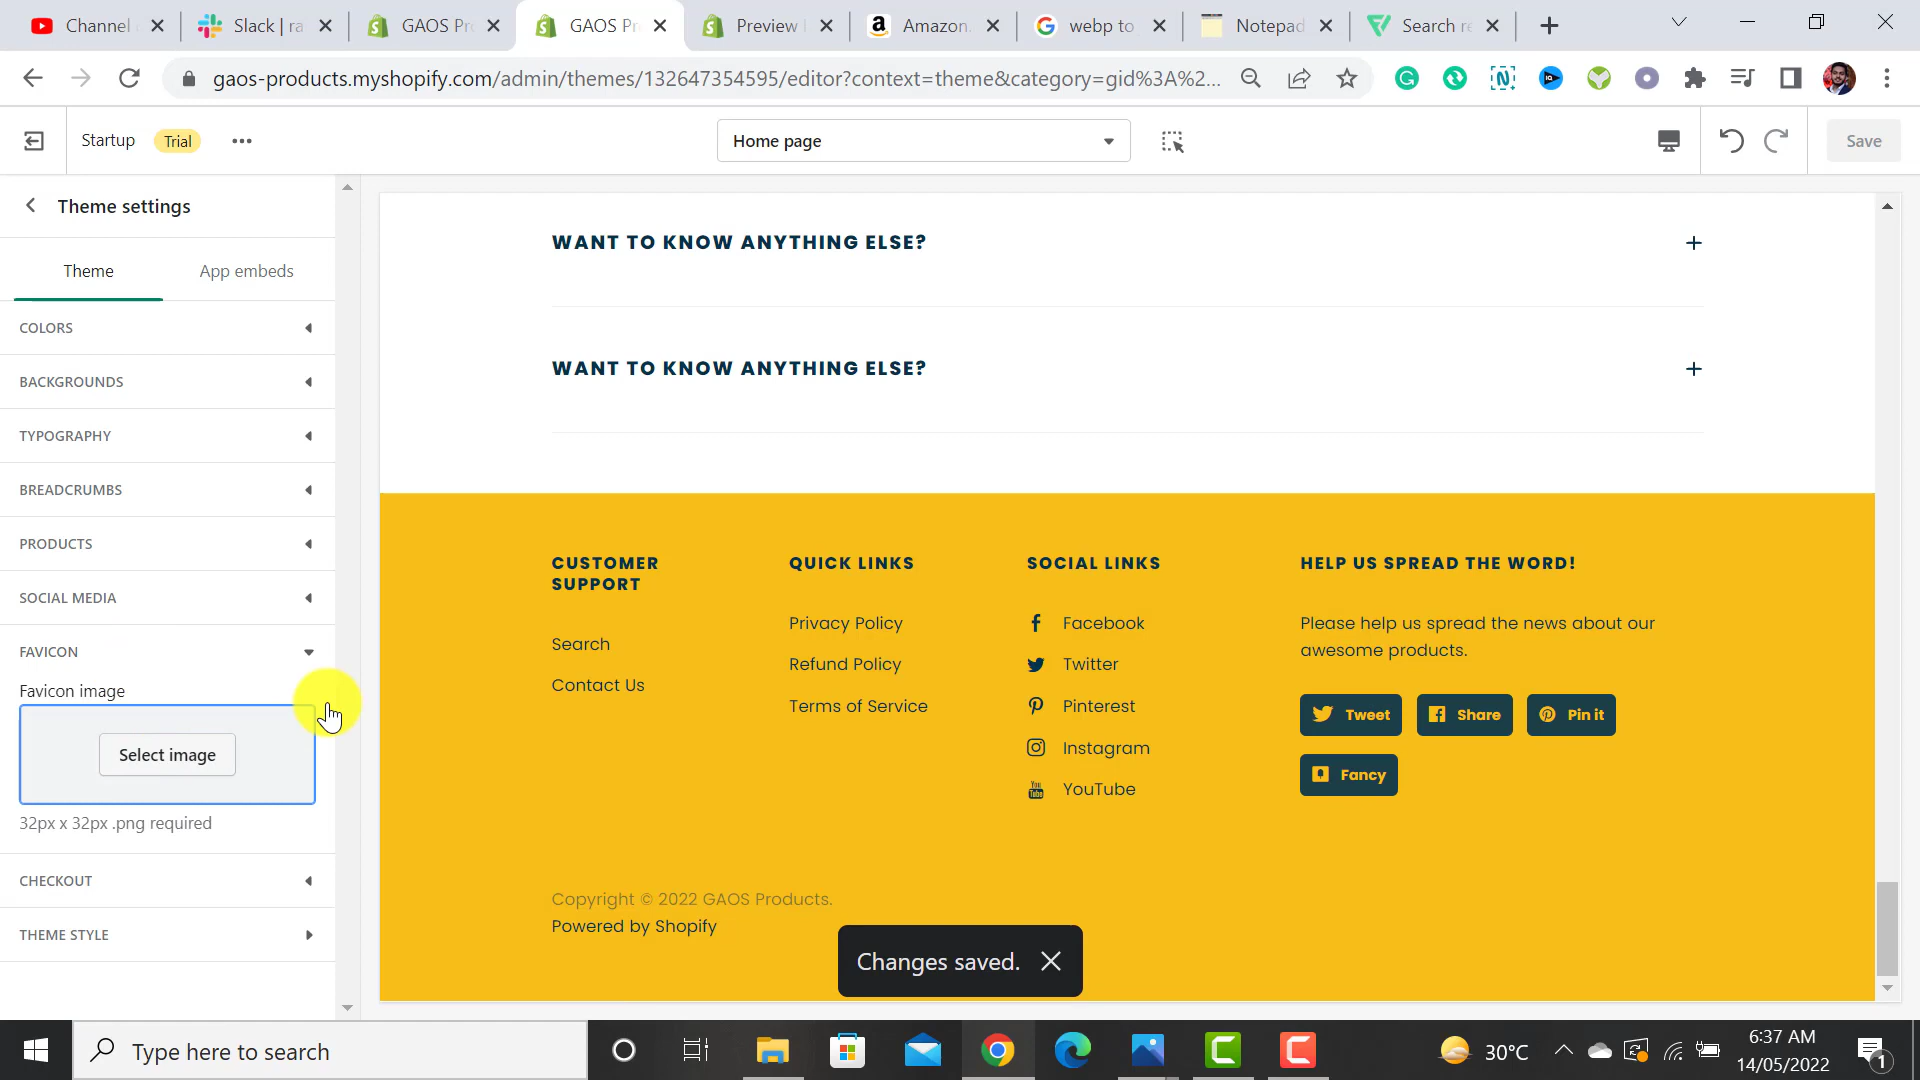 Channel
Slack | ra
GAOS Pr
GAOS Pr
Preview
Amazon.
webp to
Notepad
Search re
gaos-products.myshopify.com/admin/themes/132647354595/editor?context=theme&category=gid%3A%2...
Startup
Trial
Home page
Save
Theme settings
Theme
App embeds
COLORS
BACKGROUNDS
TYPOGRAPHY
BREADCRUMBS
PRODUCTS
SOCIAL MEDIA
FAVICON
Favicon image
Select image
32px x 32px .png required
CHECKOUT
THEME STYLE
WANT TO KNOW ANYTHING ELSE?
WANT TO KNOW ANYTHING ELSE?
CUSTOMER
SUPPORT
Search
Contact Us
QUICK LINKS
Privacy Policy
Refund Policy
Terms of Service
SOCIAL LINKS
Facebook
Twitter
Pinterest
Instagram
YouTube
HELP US SPREAD THE WORD!
Please help us spread the news about our
awesome products.
Tweet
Share
Pin it
Fancy
Copyright © 2022 GAOS Products.
Powered by Shopify
Changes saved.
Type here to search
30°C
6:37 AM
14/05/2022
1